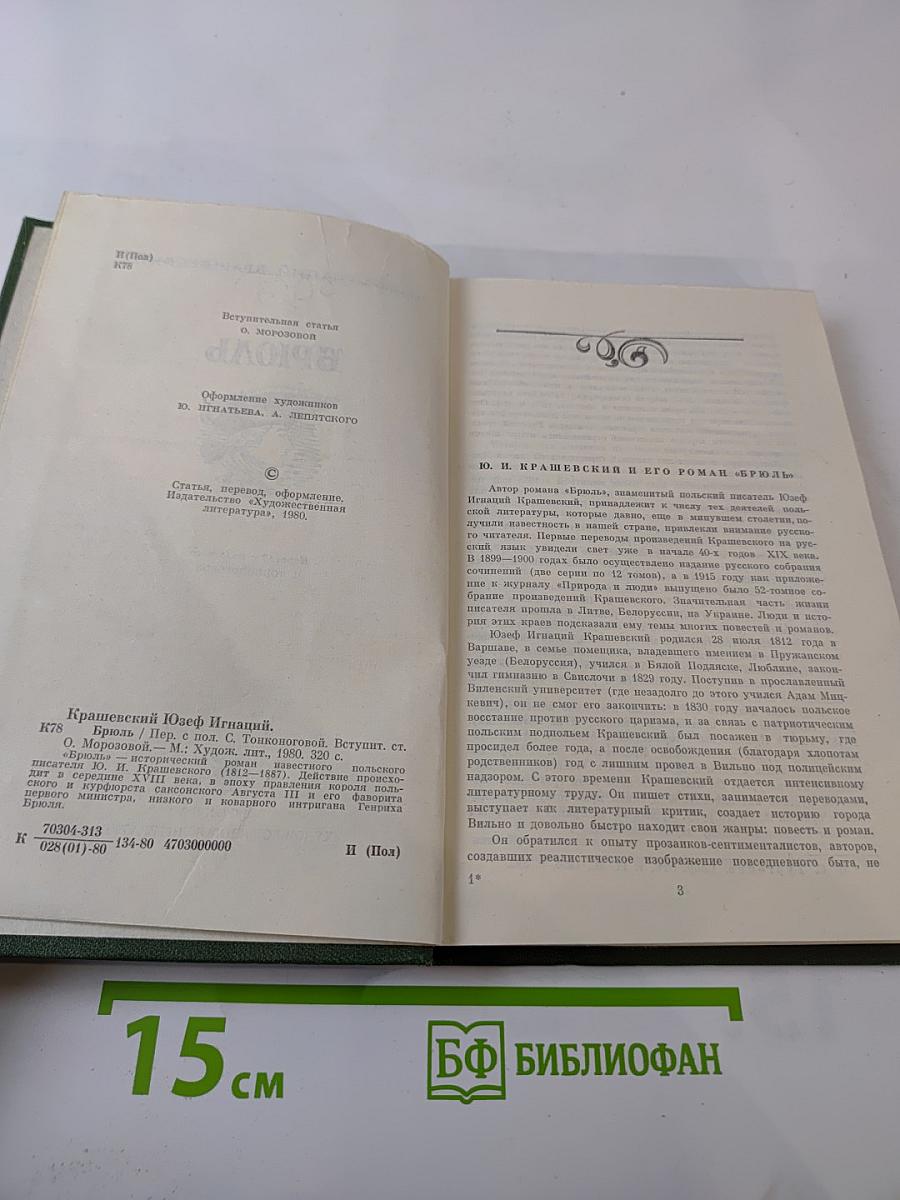 И(Пол)
К78
Вступительная статья
О. МОРОЗОВОЙ
Оформление художников
Ю. ИГНАТЬЕВА, А. ЛЕПЯТСКОГО
©
Статья, перевод, оформление.
Издательство «Художественная
литература», 1980.
Крашевский Юзеф Игнаций.
К78 Брюль / Пер. с пол. С. Тонконоговой. Вступит. ст.
О. Морозовой.— М.: Худож. лит., 1980. 320 с.
«Брюль» — исторический роман известного польского
писателя Ю. И. Крашевского (1812—1887). Действие происхо-
дит в середине XVIII века, в эпоху правления короля поль-
ского и курфюрста саксонского Августа III и его фаворита
первого министра, низкого и коварного интригана Генриха
Брюля.
К 70304-313
028(01)-80 134-80 4703000000 И (Пол)
Ю. И. КРАШЕВСКИЙ И ЕГО РОМАН «БРЮЛЬ»
Автор романа «Брюль», знаменитый польский писатель Юзеф
Игнаций Крашевский, принадлежит к числу тех деятелей поль-
ской литературы, которые давно, еще в минувшем столетии, по-
лучили известность в нашей стране, привлекли внимание русско-
го читателя. Первые переводы произведений Крашевского на рус-
ский язык увидели свет уже в начале 40-х годов XIX века.
В 1899—1900 годах было осуществлено издание русского собрания
сочинений (две серии по 12 томов), а в 1915 году как приложе-
ние к журналу «Природа и люди» выпущено было 52-томное со-
брание произведений Крашевского. Значительная часть жизни
писателя прошла в Литве, Белоруссии, на Украине. Люди и исто-
рия этих краев подсказали ему темы многих повестей и романов.
Юзеф Игнаций Крашевский родился 28 июля 1812 года в
Варшаве, в семье помещика, владевшего имением в Пружанском
уезде (Белоруссия), учился в Бялой Подляске, Люблине, закон-
чил гимназию в Свислочи в 1829 году. Поступив в прославленный
Виленский университет (где незадолго до этого учился Адам Миц-
кевич), он не смог его закончить: в 1830 году началось польское
восстание против русского царизма, и за связь с патриотическим
польским подпольем Крашевский был посажен в тюрьму, где
просидел более года, а после освобождения (благодаря хлопотам
родственников) год с лишним провел в Вильно под полицейским
надзором. С этого времени Крашевский отдается интенсивному
литературному труду. Он пишет стихи, занимается переводами,
выступает как литературный критик, создает историю города
Вильно и довольно быстро находит свои жанры: повесть и роман.
Он обратился к опыту прозаиков-сентименталистов, авторов,
создавших реалистическое изображение повседневного быта, не
1*
3
15 см
БФ БИБЛИОФАН